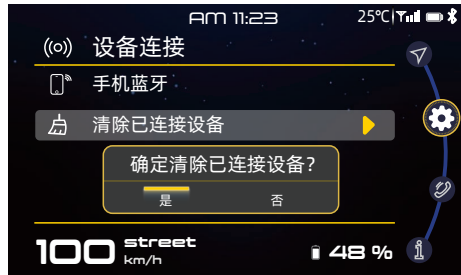 AM 11:23
25℃
设备连接
手机蓝牙
清除已连接设备
确定清除已连接设备?
是 否
100 street km/h
48 %